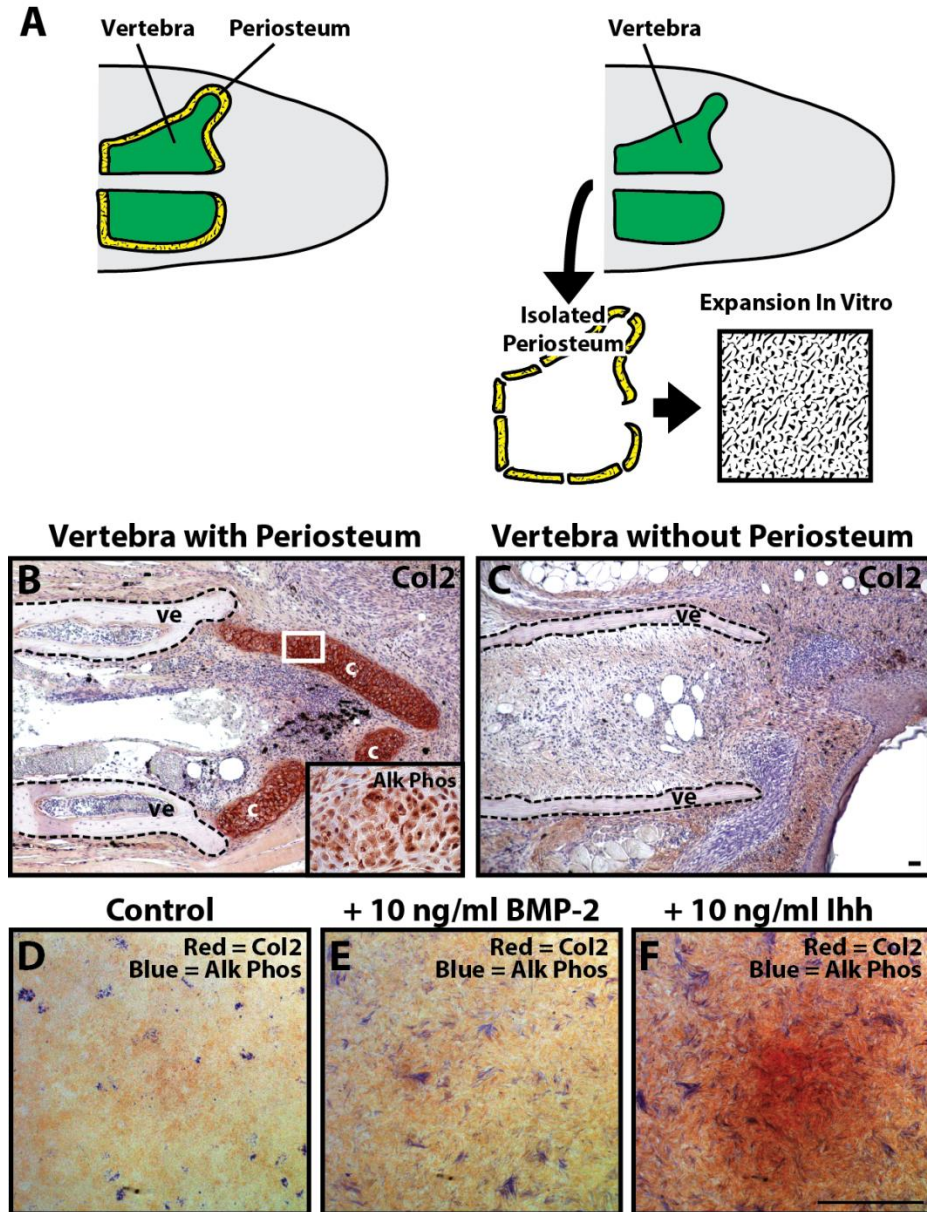 A
Vertebra
Periosteum
Vertebra
Isolated
Periosteum
Expansion In Vitro
Vertebra with Periosteum
Vertebra without Periosteum
B
Col2
ve
c
c
c
ve
Alk Phos
C
Col2
ve
ve
Control
+ 10 ng/ml BMP-2
+ 10 ng/ml Ihh
D
Red = Col2
Blue = Alk Phos
E
Red = Col2
Blue = Alk Phos
F
Red = Col2
Blue = Alk Phos